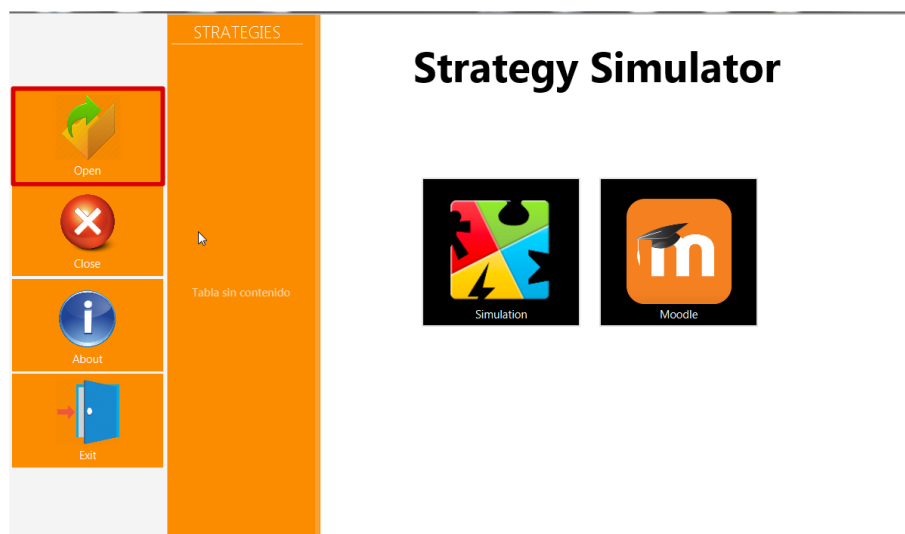 STRATEGIES
Strategy Simulator
Open
Close
Tabla sin contenido
m
Simulation
Moodle
About
Exit